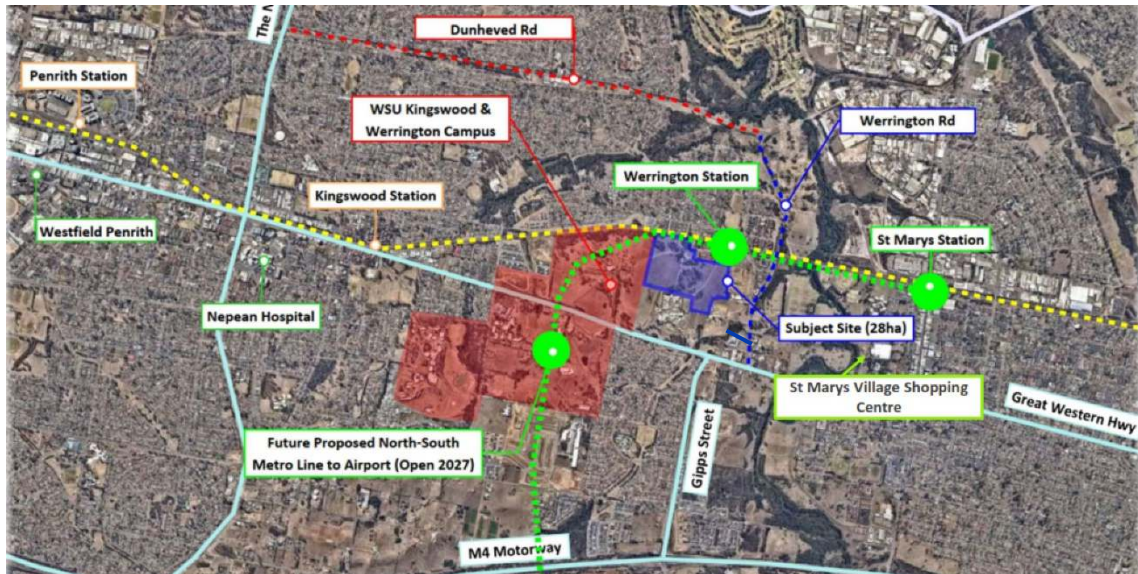 Dunheved Rd
The
Penrith Station
WSU Kingswood &
Werrington Campus
Werrington Rd
Werrington Station
Kingswood Station
Westfield Penrith
St Marys Station
Nepean Hospital
Subject Site (28ha)
St Marys Village Shopping
Centre
Great Western Hwy
Gipps Street
Future Proposed North-South
Metro Line to Airport (Open 2027)
M4 Motorway